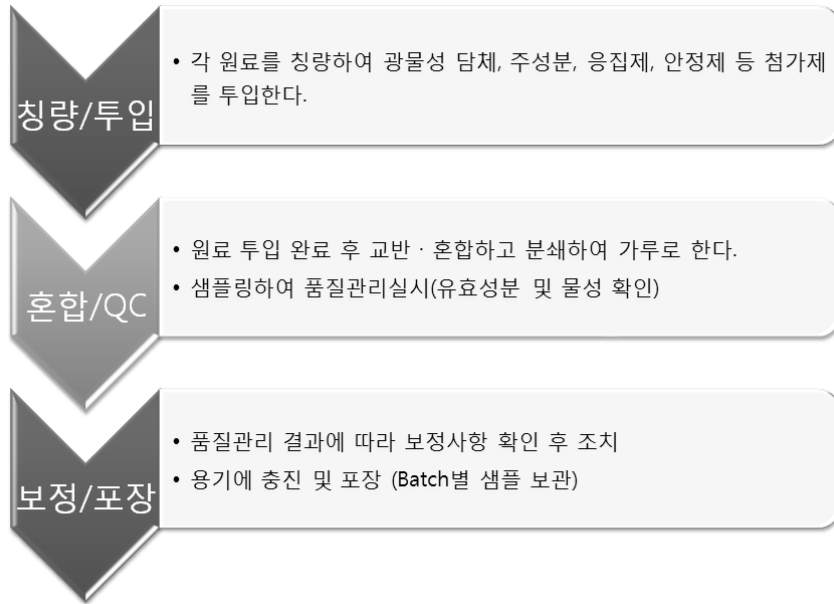 칭량/투입
• 각 원료를 칭량하여 광물성 담체, 주성분, 응집제, 안정제 등 첨가제
를 투입한다.
혼합/QC
• 원료 투입 완료 후 교반 · 혼합하고 분쇄하여 가루로 한다.
• 샘플링하여 품질관리실시(유효성분 및 물성 확인)
보정/포장
• 품질관리 결과에 따라 보정사항 확인 후 조치
• 용기에 충진 및 포장 (Batch별 샘플 보관)